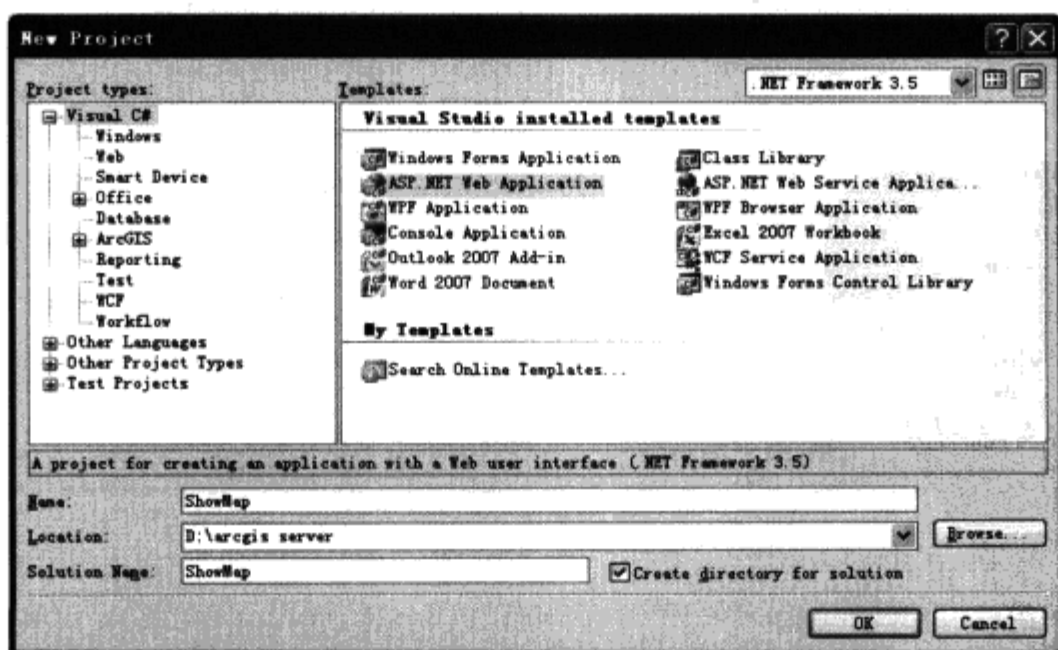 New Project
Project types:
Templates:
.NET Framework 3.5
Visual C#
Windows
Web
Smart Device
Office
Database
ArcGIS
Reporting
Test
WCF
Workflow
Other Languages
Other Project Types
Test Projects
Visual Studio installed templates
Windows Forms Application
Class Library
ASP.NET Web Application
ASP.NET Web Service Applica...
WPF Application
WPF Browser Application
Console Application
Excel 2007 Workbook
Outlook 2007 Add-in
WCF Service Application
Word 2007 Document
Windows Forms Control Library
My Templates
Search Online Templates...
A project for creating an application with a Web user interface (.NET Framework 3.5)
Name:
ShowMap
Location:
D:\arcgis server
Browse...
Solution Name:
ShowMap
Create directory for solution
OK
Cancel